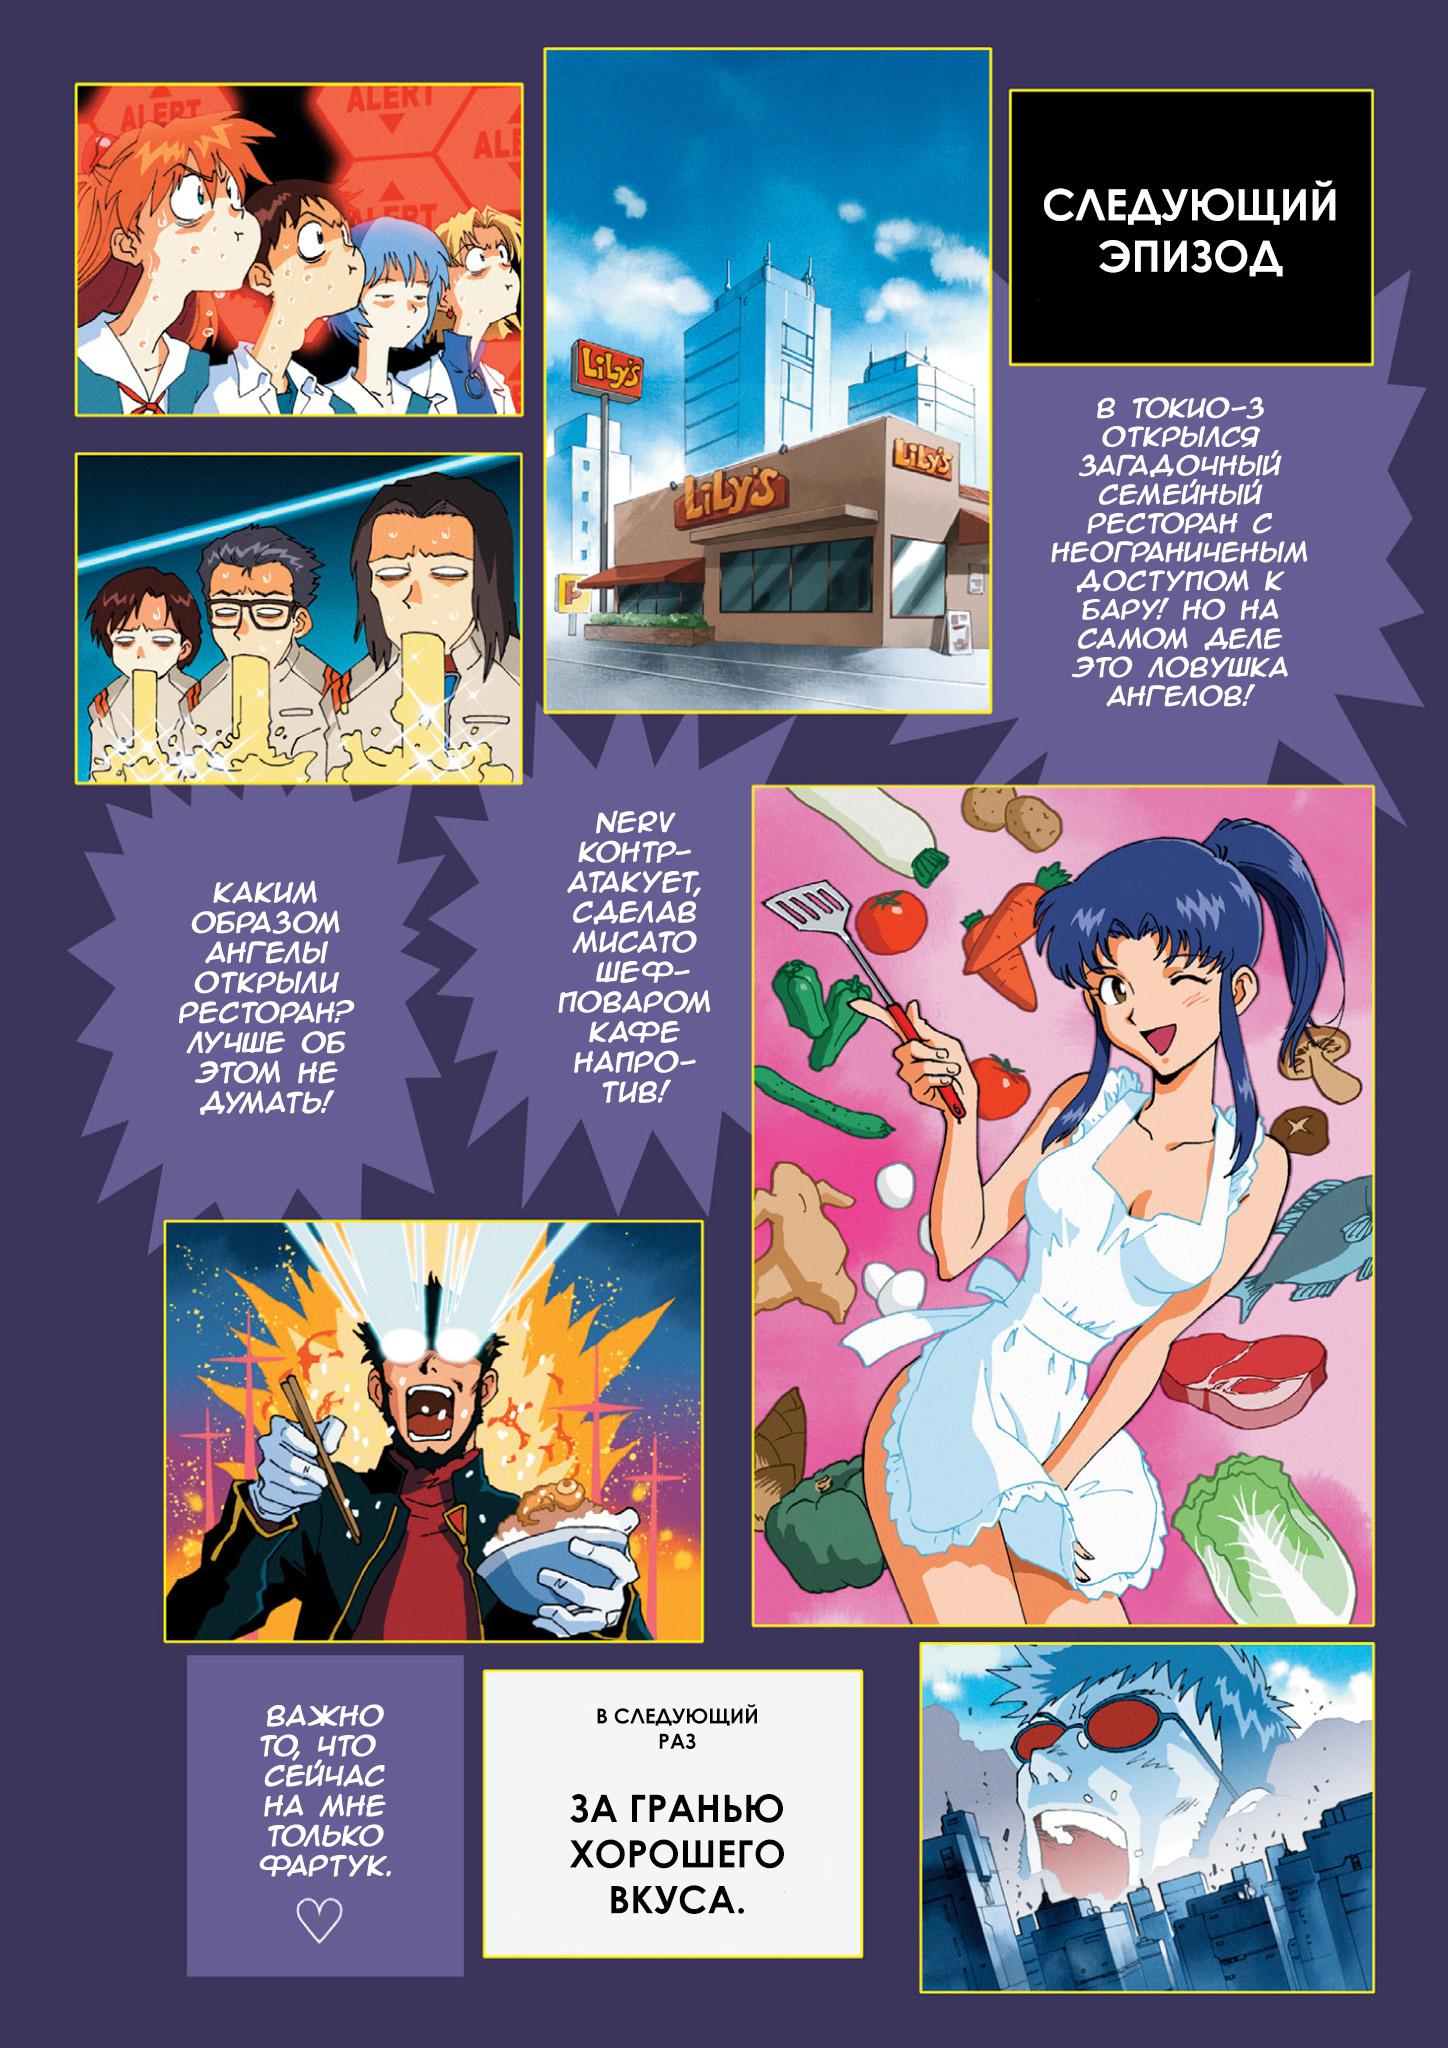 СЛЕДУЮЩИЙ
ЭПИЗОД
В ТОКИО-3
ОТКРЫЛСЯ
ЗАГАДОЧНЫЙ
СЕМЕЙНЫЙ
РЕСТОРАН С
НЕОГРАНИЧЕНЫМ
ДОСТУПОМ К
БАРУ! НО НА
САМОМ ДЕЛЕ
ЭТО ЛОВУШКА
АНГЕЛОВ!
LiLy's
LiLy's
LiLy's
P
ALERT
ALERT
ALE
ALERT
NERV
КОНТР-
АТАКУЕТ,
СДЕЛАВ
МИСАТО
ШЕФ-
ПОВАРОМ
КАФЕ
НАПРО-
ТИВ!
КАКИМ
ОБРАЗОМ
АНГЕЛЫ
ОТКРЫЛИ
РЕСТОРАН?
ЛУЧШЕ ОБ
ЭТОМ НЕ
ДУМАТЬ!
N
ВАЖНО
ТО, ЧТО
СЕЙЧАС
НА МНЕ
ТОЛЬКО
ФАРТУК.
♡
В СЛЕДУЮЩИЙ
РАЗ
ЗА ГРАНЬЮ
ХОРОШЕГО
ВКУСА.